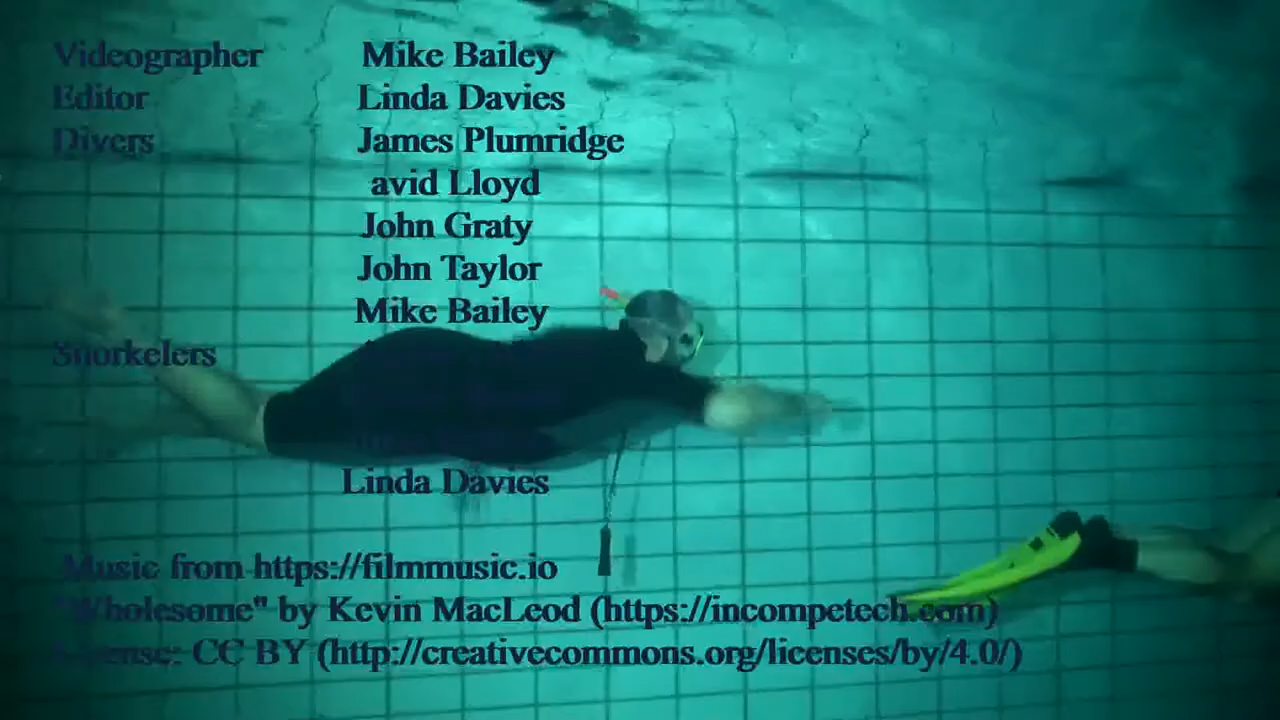 Videographer Mike Bailey
Editor Linda Davies
Divers James Plumridge
avid Lloyd
John Graty
John Taylor
Mike Bailey
Snorkelers
Linda Davies
Music from https://filmmusic.io
"Wholesome" by Kevin MacLeod (https://incompetech.com)
License: CC BY (http://creativecommons.org/licenses/by/4.0/)